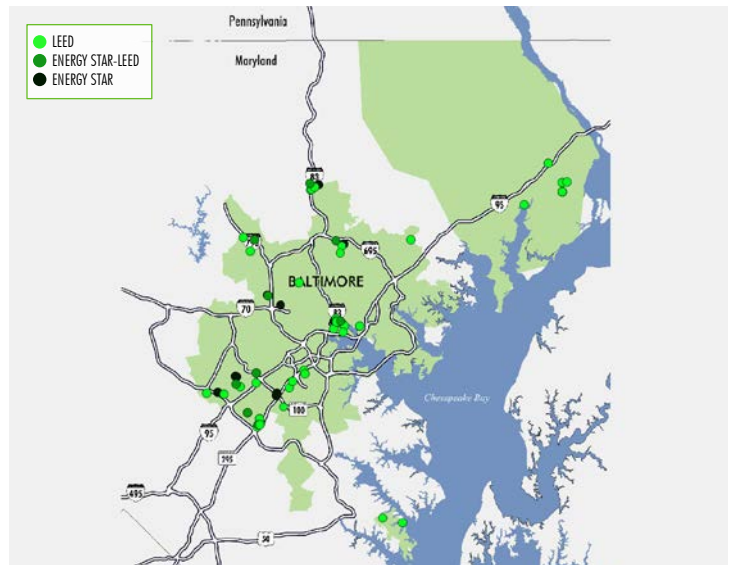 Pennsylvania
LEED
ENERGY STAR-LEED
ENERGY STAR
Maryland
83
95
695
BALTIMORE
70
83
Chesapeake Bay
100
95
295
495
50